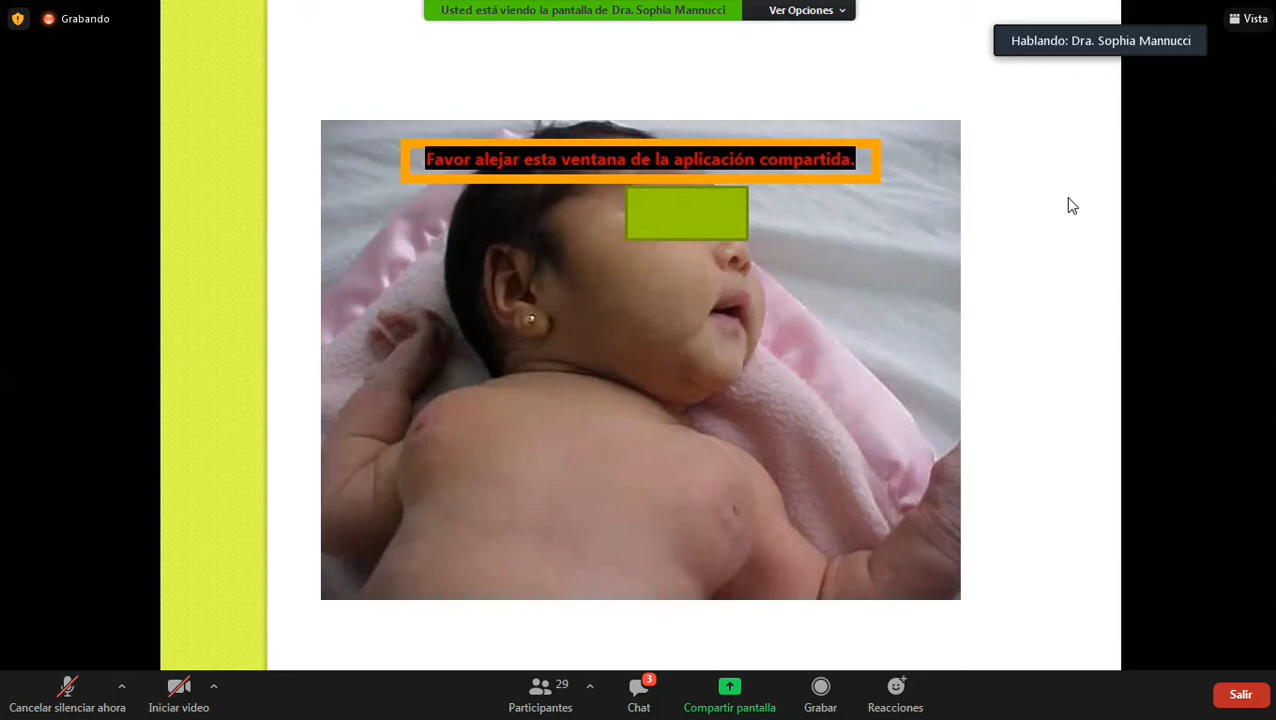 Usted está viendo la pantalla de Dra. Sophia Mannucci
Ver Opciones
Grabando
Vista
Hablando: Dra. Sophia Mannucci
Favor alejar esta ventana de la aplicación compartida.
Cancelar silenciar ahora
Iniciar video
29
Participantes
3
Chat
Compartir pantalla
Grabar
Reacciones
Salir